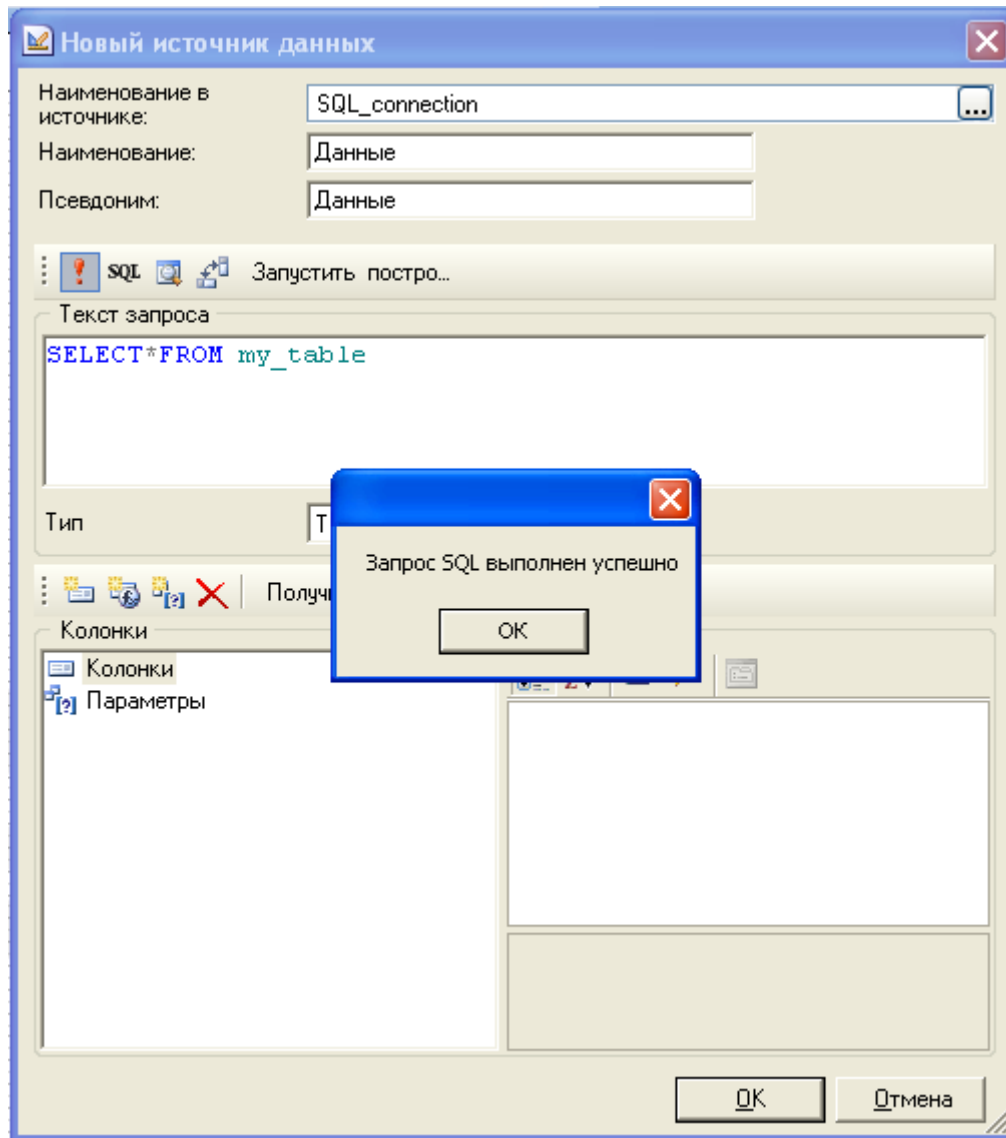 Новый источник данных
Наименование в
источнике:
SQL_connection
...
Наименование:
Данные
Псевдоним:
Данные
SQL
Запустить постро...
Текст запроса
SELECT*FROM my_table
Тип
Т
Запрос SQL выполнен успешно
ОК
Колонки
Колонки
Параметры
OK
Отмена